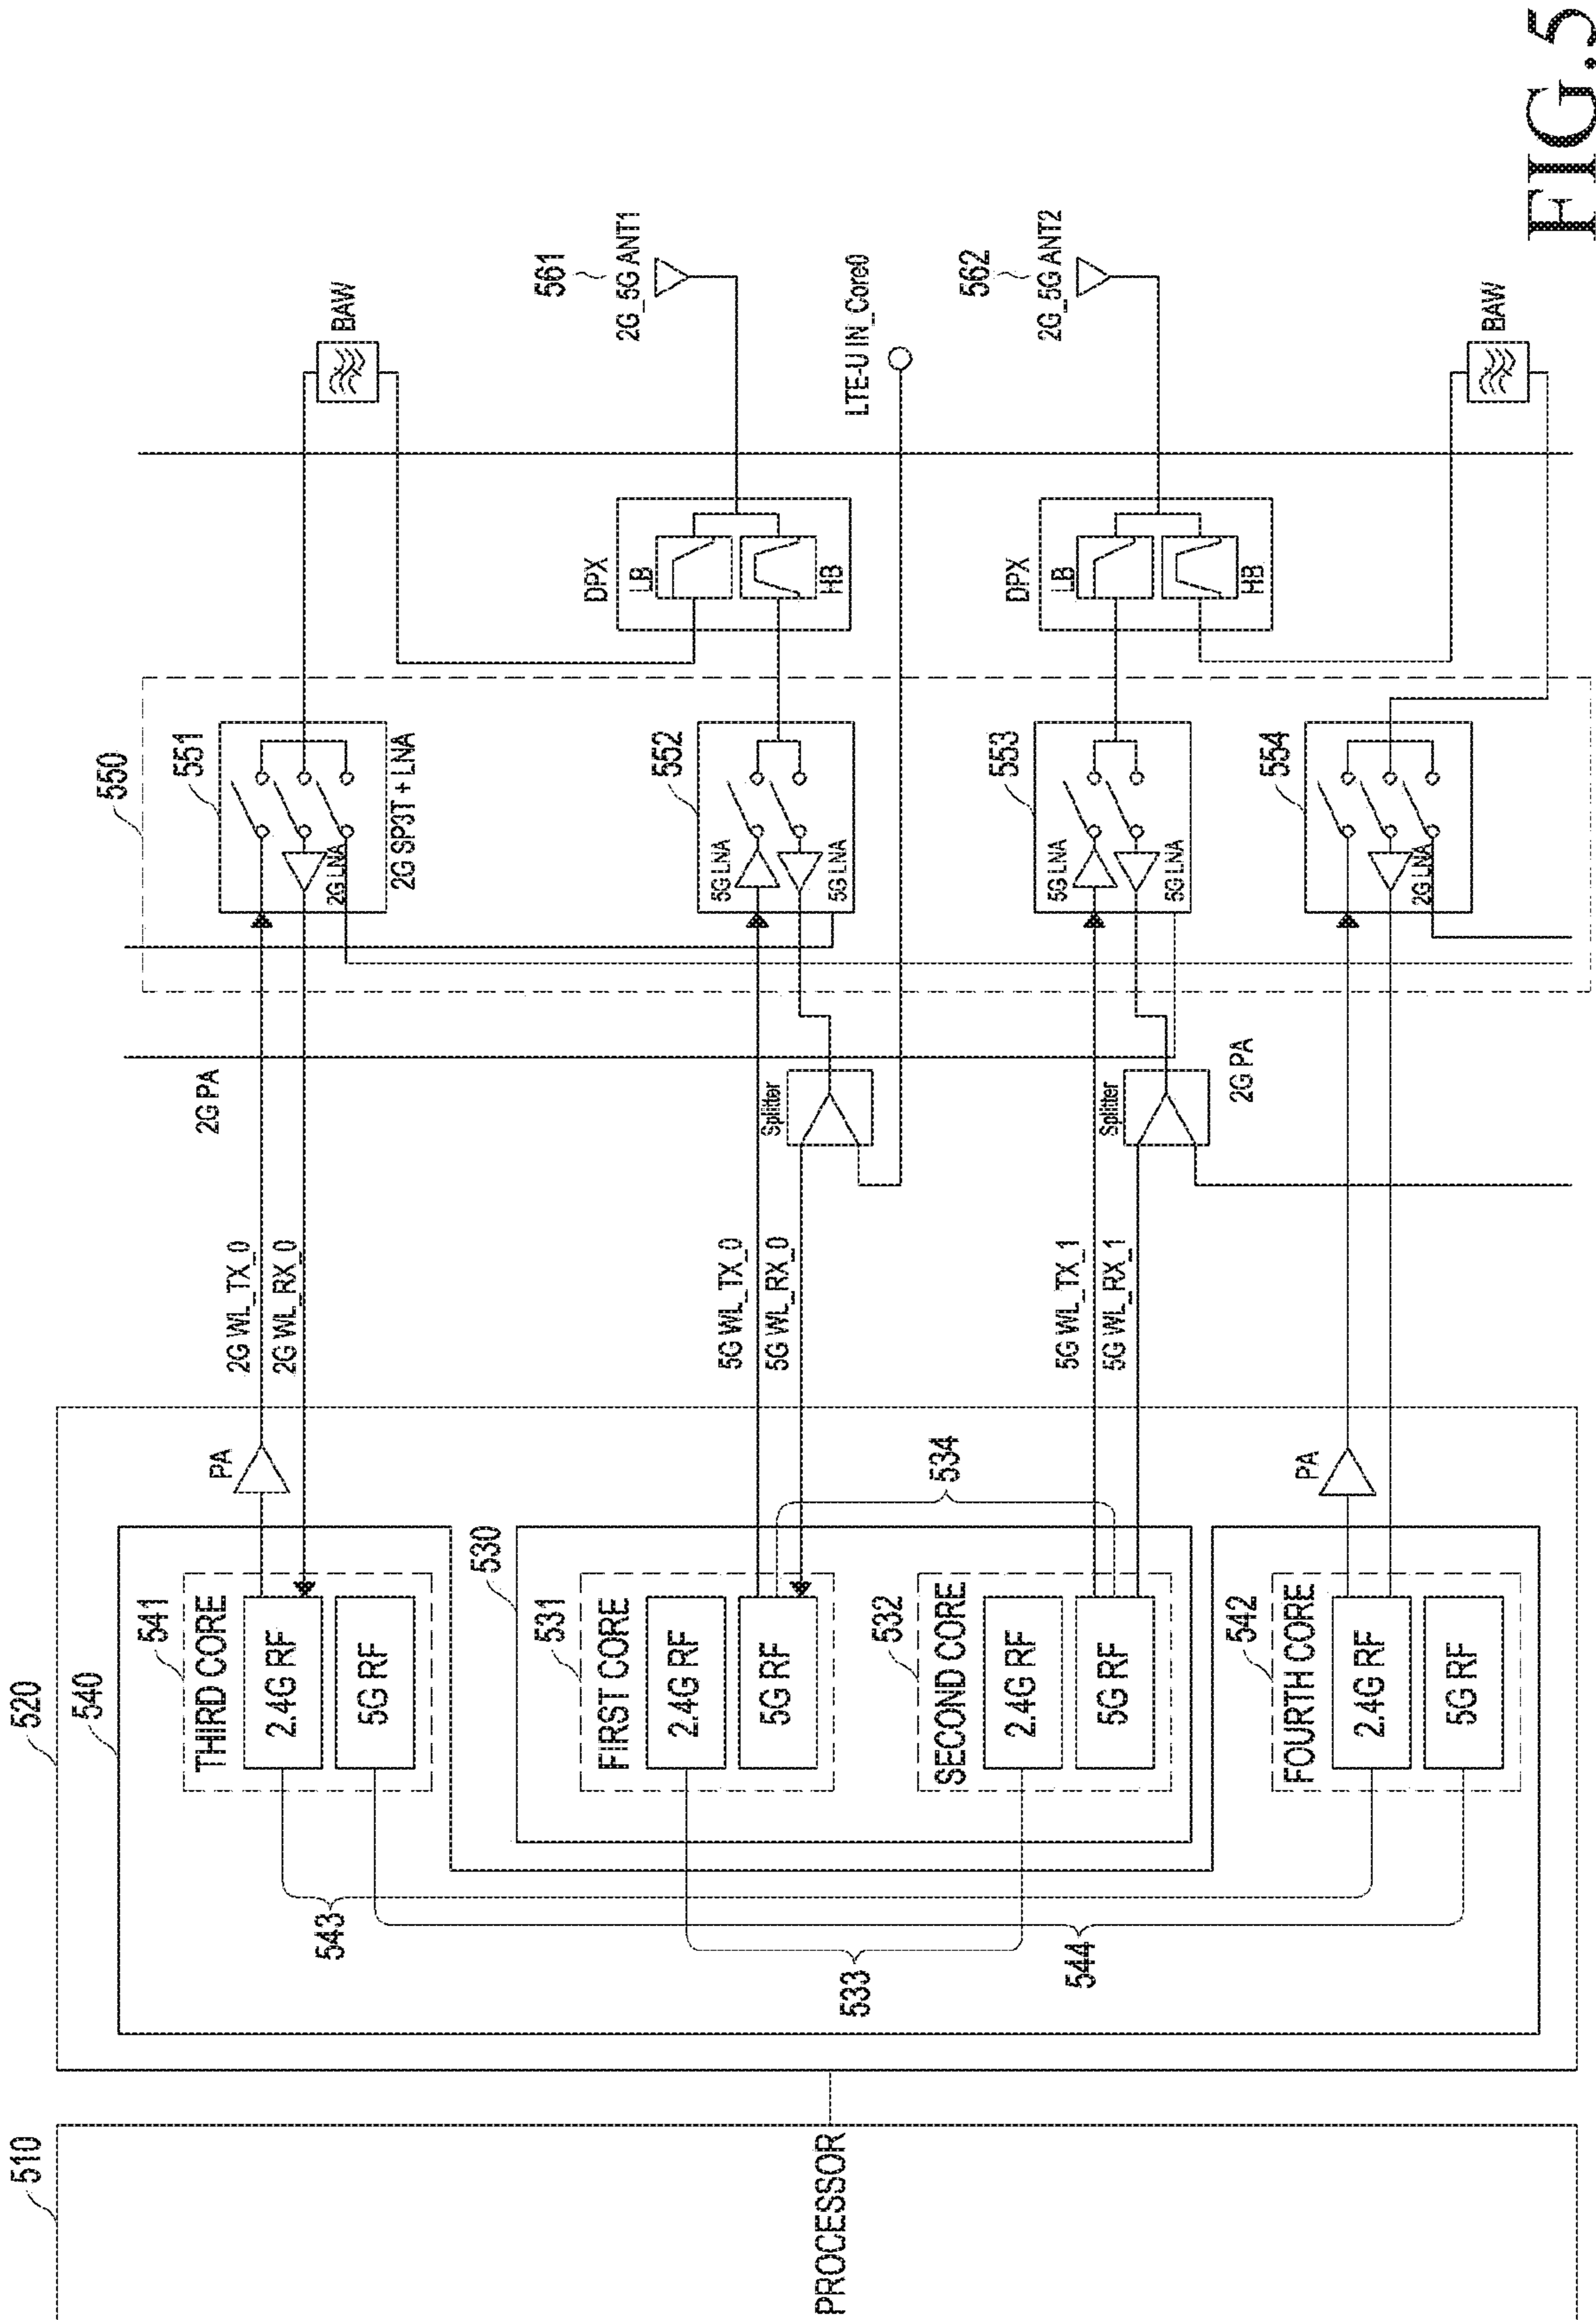 510
PROCESSOR
520
540
541
THIRD CORE
2.4G RF
5G RF
543
530
531
FIRST CORE
2.4G RF
5G RF
533
534
532
SECOND CORE
2.4G RF
5G RF
544
542
FOURTH CORE
2.4G RF
5G RF
PA
PA
2G WL_TX_0
2G WL_RX_0
2G PA
5G WL_TX_0
5G WL_RX_0
Splitter
5G WL_TX_1
5G WL_RX_1
Splitter
2G PA
550
551
2G LNA
2G SP3T + LNA
552
5G LNA
5G LNA
553
5G LNA
5G LNA
554
2G LNA
DPX
LB
HB
DPX
LB
HB
BAW
561
2G_5G ANT1
LTE-U IN_Core0
562
2G_5G ANT2
BAW
FIG.5